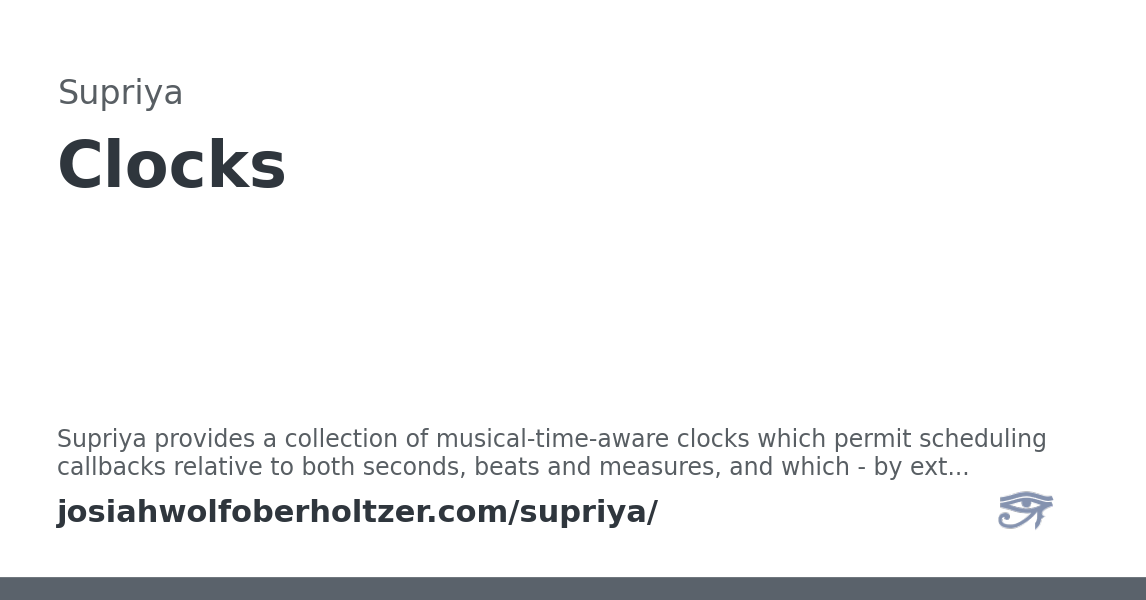 Supriya
Clocks
Supriya provides a collection of musical-time-aware clocks which permit scheduling
callbacks relative to both seconds, beats and measures, and which - by ext...
josiahwolfoberholtzer.com/supriya/